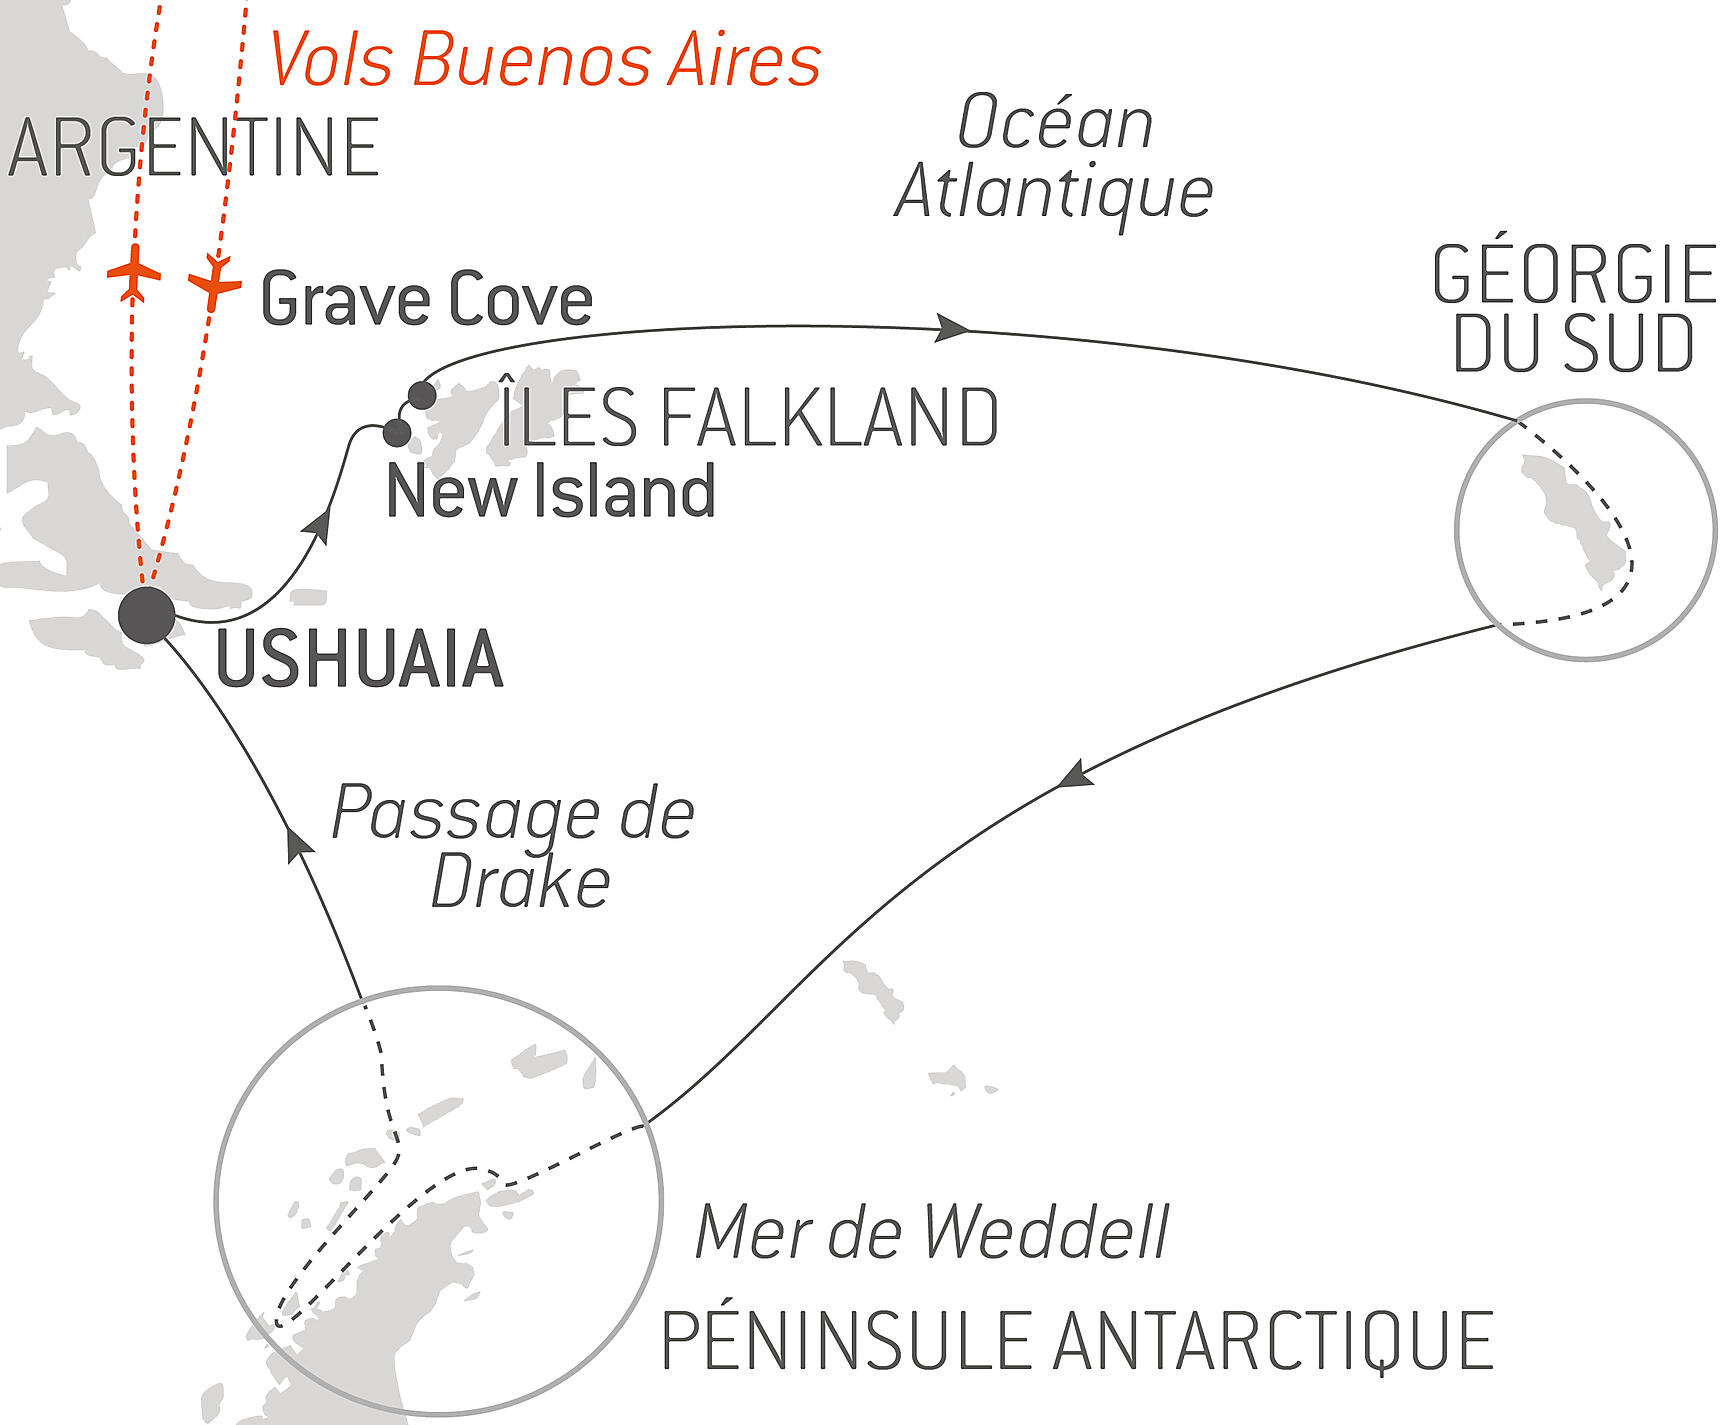 Vols Buenos Aires
ARGENTINE
Océan
Atlantique
GÉORGIE
DU SUD
Grave Cove
ÎLES FALKLAND
New Island
USHUAIA
Passage de
Drake
Mer de Weddell
PÉNINSULE ANTARCTIQUE